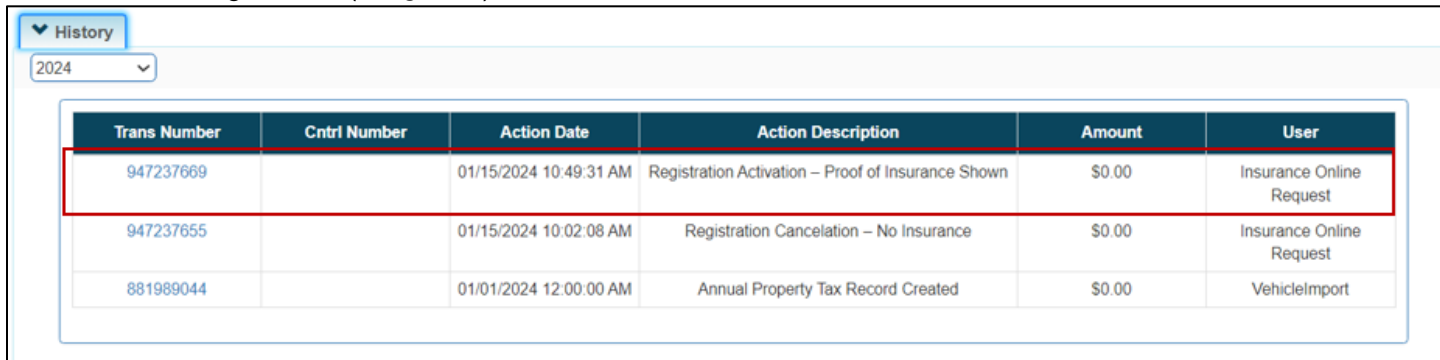 History
2024
Trans Number Cntrl Number Action Date Action Description Amount User
947237669 01/15/2024 10:49:31 AM Registration Activation – Proof of Insurance Shown $0.00 Insurance Online Request
947237655 01/15/2024 10:02:08 AM Registration Cancelation – No Insurance $0.00 Insurance Online Request
881989044 01/01/2024 12:00:00 AM Annual Property Tax Record Created $0.00 VehicleImport